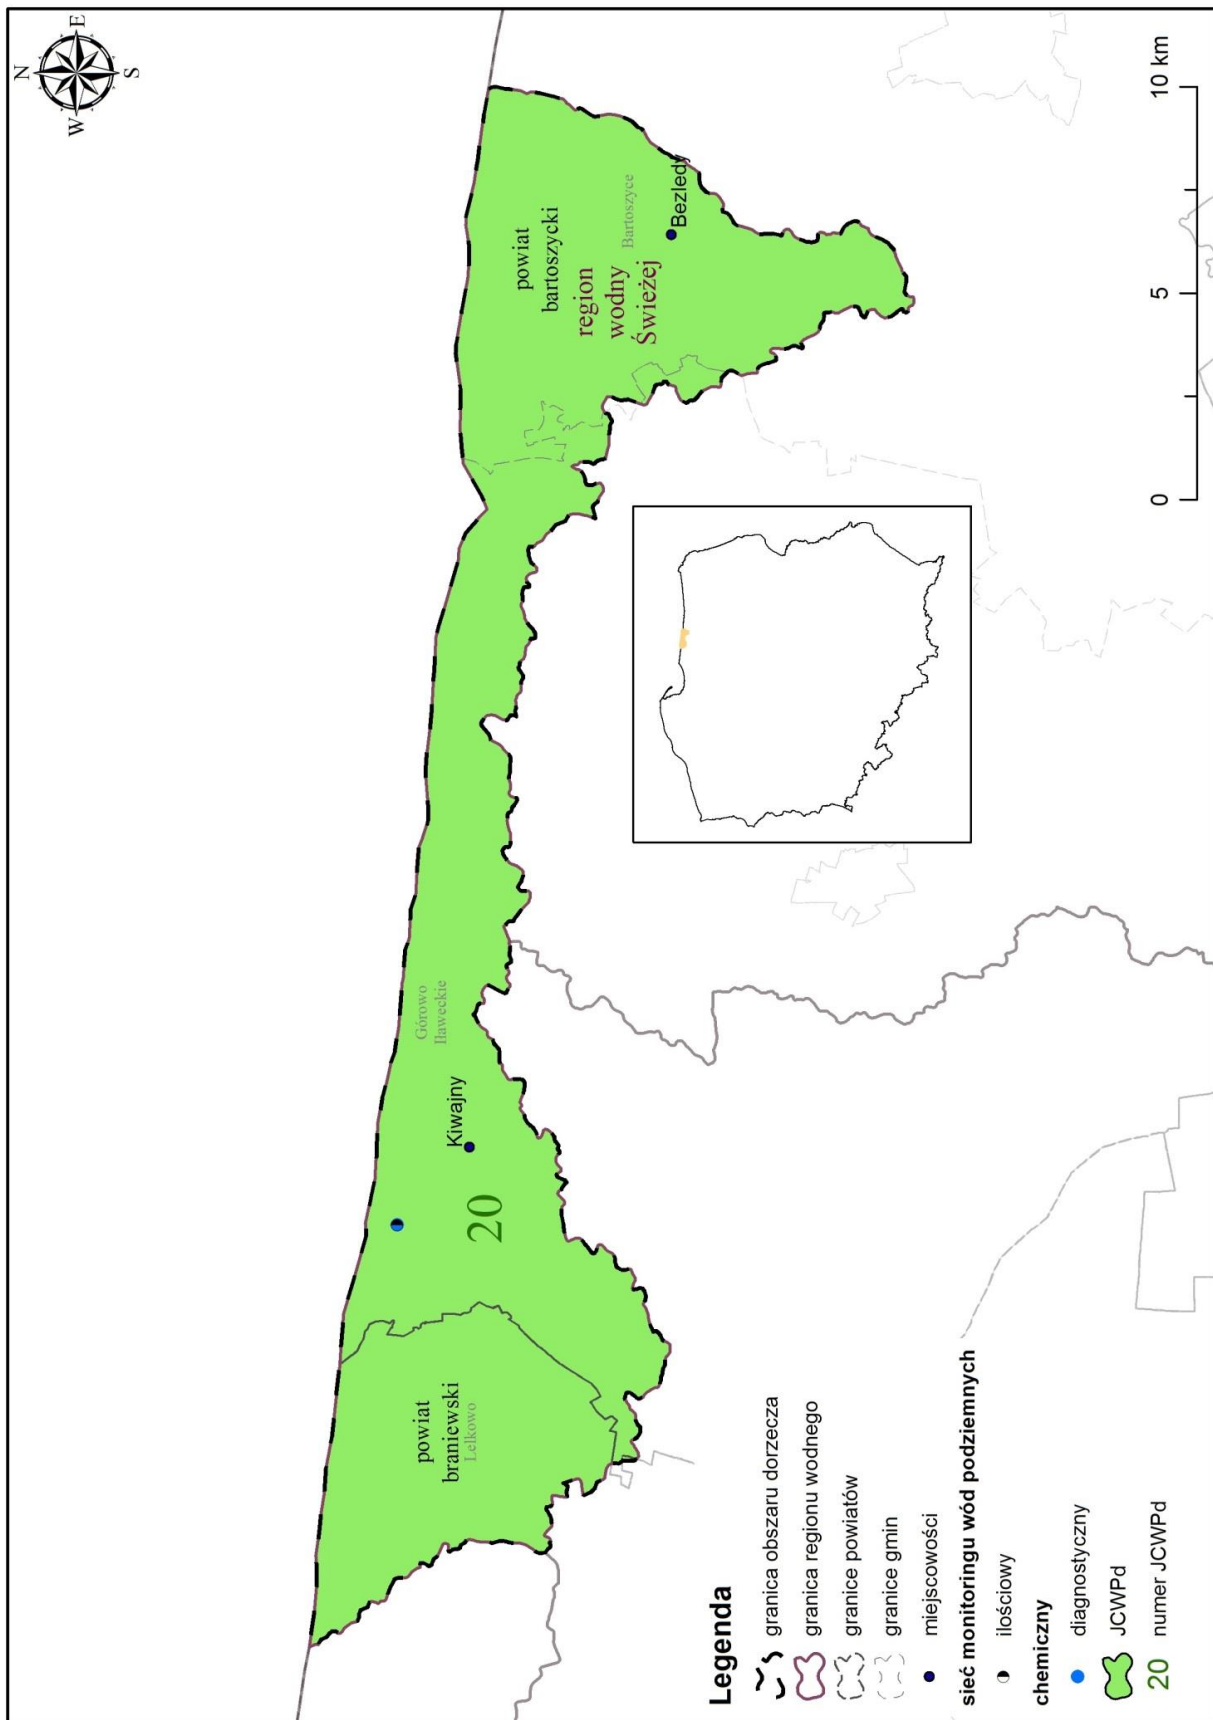 N
E
S
W
powiat
braniewski
Lelkowo
20
Kiwajny
Górowo
Iławeckie
powiat
bartoszycki
region
wodny
Świeżej
Bartoszyce
Bezledy
Legenda
granica obszaru dorzecza
granica regionu wodnego
granice powiatów
granice gmin
miejscowości
sieć monitoringu wód podziemnych
ilościowy
chemiczny
diagnostyczny
JCWPd
20 numer JCWPd
0 5 10 km